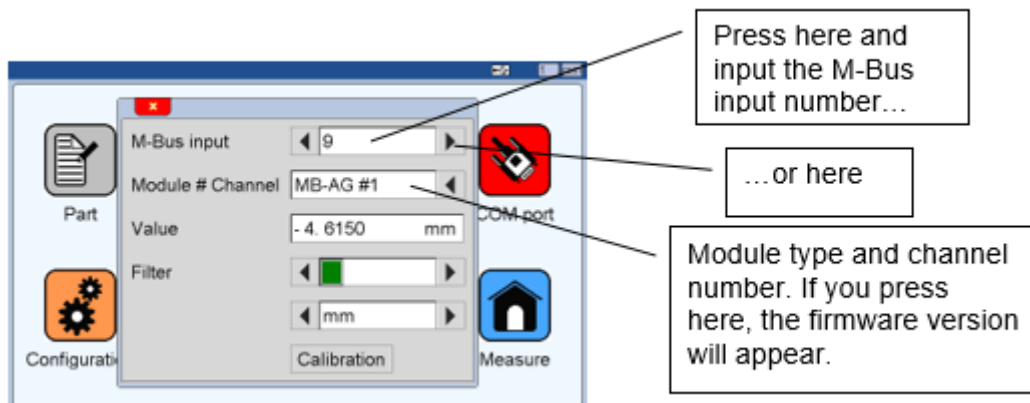 Press here and
input the M-Bus
input number…
…or here
Module type and channel
number. If you press
here, the firmware version
will appear.
x
M-Bus input
9
Module # Channel
MB-AG #1
Value
- 4. 6150 mm
Filter
mm
Calibration
Part
COM port
Configurati
Measure